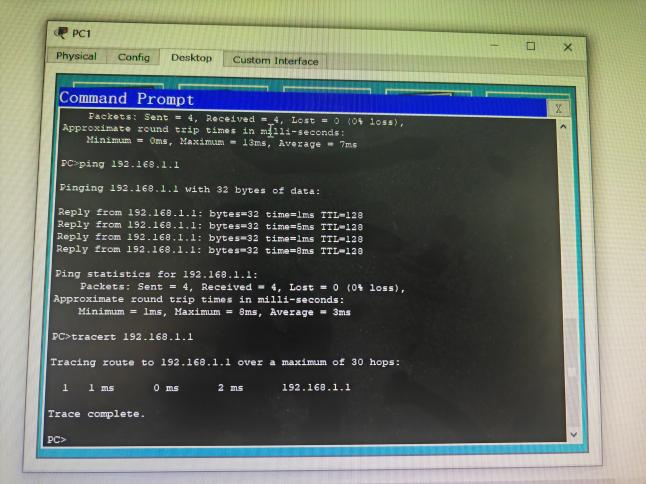 PC1
Physical Config Desktop Custom Interface
Command Prompt
X
Packets: Sent = 4, Received = 4, Lost = 0 (0% loss),
Approximate round trip times in milli-seconds:
Minimum = 0ms, Maximum = 13ms, Average = 7ms
PC>ping 192.168.1.1
Pinging 192.168.1.1 with 32 bytes of data:
Reply from 192.168.1.1: bytes=32 time=1ms TTL=128
Reply from 192.168.1.1: bytes=32 time=5ms TTL=128
Reply from 192.168.1.1: bytes=32 time=1ms TTL=128
Reply from 192.168.1.1: bytes=32 time=8ms TTL=128
Ping statistics for 192.168.1.1:
Packets: Sent = 4, Received = 4, Lost = 0 (0% loss),
Approximate round trip times in milli-seconds:
Minimum = 1ms, Maximum = 8ms, Average = 3ms
PC>tracert 192.168.1.1
Tracing route to 192.168.1.1 over a maximum of 30 hops:
1 1 ms 0 ms 2 ms 192.168.1.1
Trace complete.
PC>